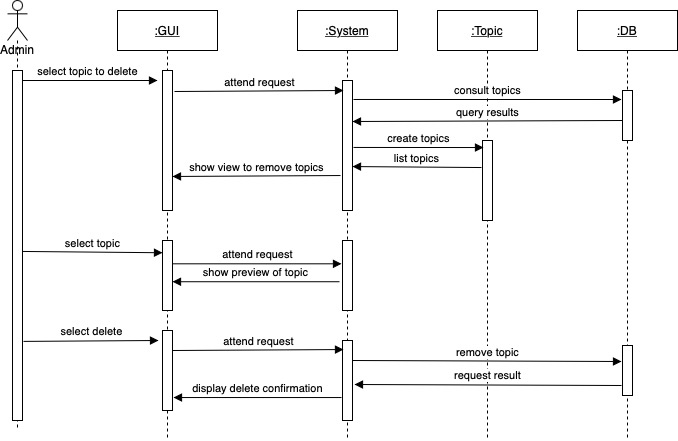 :GUI
:System
:Topic
:DB
Admin
select topic to delete
attend request
consult topics
query results
create topics
list topics
show view to remove topics
select topic
attend request
show preview of topic
select delete
attend request
remove topic
request result
display delete confirmation